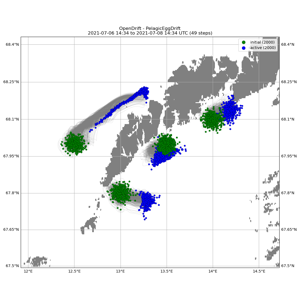 OpenDrift - PelagicEggDrift
2021-07-06 14:34 to 2021-07-08 14:34 UTC (49 steps)
initial (2000)
active (2000)
68.4°N
68.4°N
68.25°N
68.25°N
68.1°N
68.1°N
67.95°N
67.95°N
67.8°N
67.8°N
67.65°N
67.65°N
67.5°N
67.5°N
12°E
12.5°E
13°E
13.5°E
14°E
14.5°E